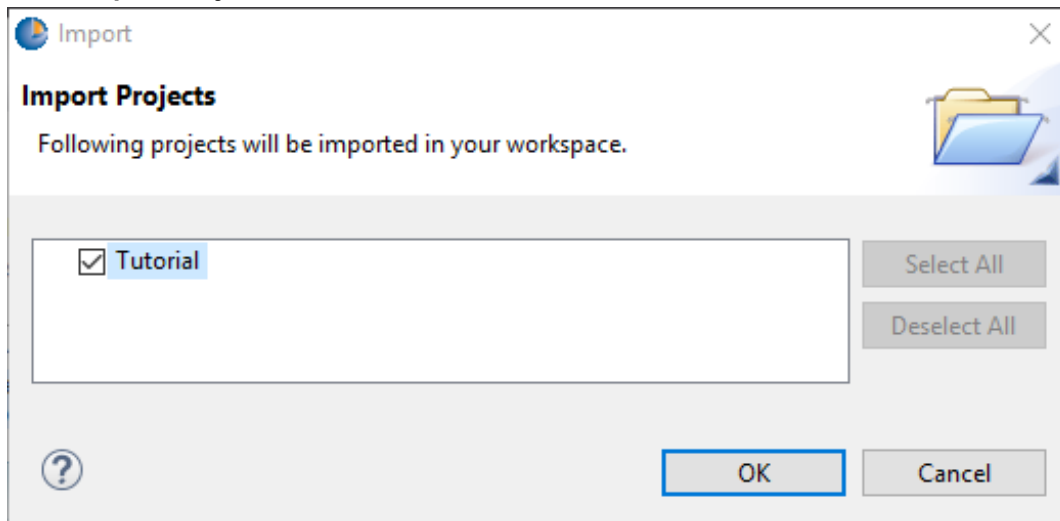 Import
Import Projects
Following projects will be imported in your workspace.
Tutorial
Select All
Deselect All
?
OK
Cancel